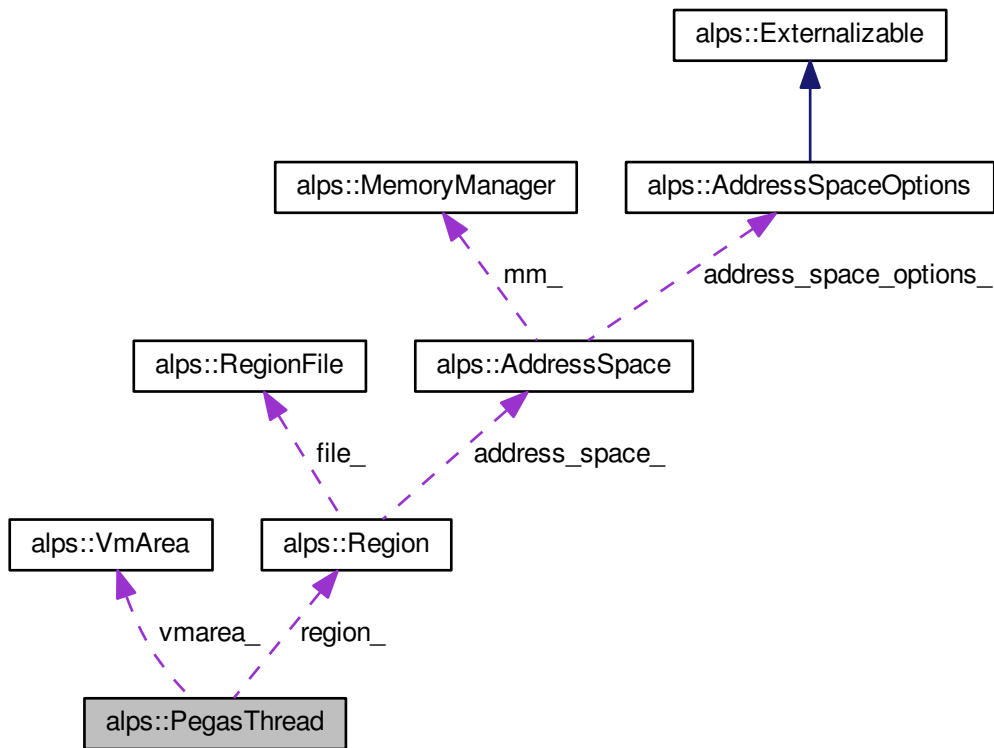 alps::Externalizable
alps::MemoryManager
alps::AddressSpaceOptions
mm_
address_space_options_
alps::RegionFile
alps::AddressSpace
file_
address_space_
alps::VmArea
alps::Region
vmarea_
region_
alps::PegasThread